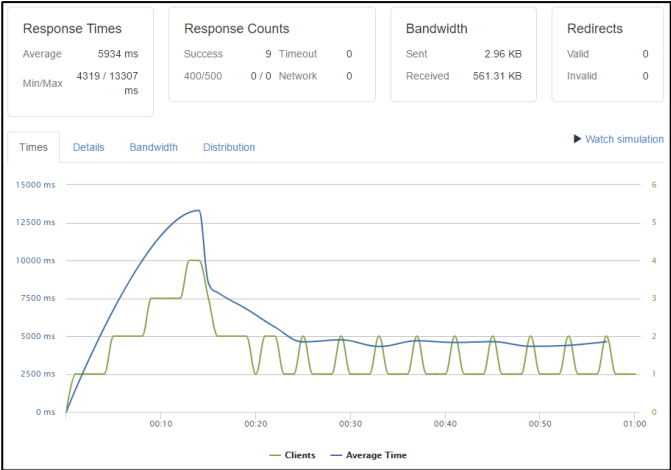 Response Times
Average 5934 ms
Min/Max 4319 / 13307
ms
Response Counts
Success 9 Timeout 0
400/500 0 / 0 Network 0
Bandwidth
Sent 2.96 KB
Received 561.31 KB
Redirects
Valid 0
Invalid 0
Times Details Bandwidth Distribution
Watch simulation
15000 ms 6
12500 ms 5
10000 ms 4
7500 ms 3
5000 ms 2
2500 ms 1
0 ms 0
00:10 00:20 00:30 00:40 00:50 01:00
Clients Average Time